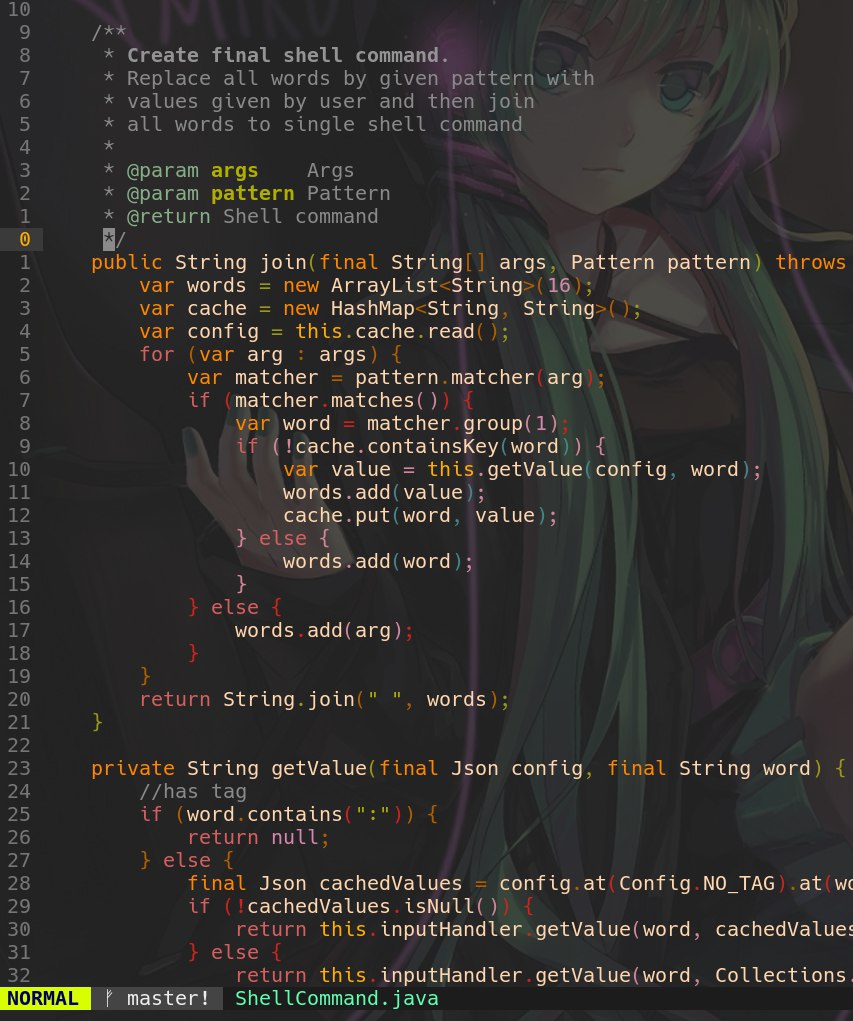 10
9 /**
8 * Create final shell command.
7 * Replace all words by given pattern with
6 * values given by user and then join
5 * all words to single shell command
4 *
3 * @param args    Args
2 * @param pattern Pattern
1 * @return Shell command
0 */
1 public String join(final String[] args, Pattern pattern) throws
2 var words = new ArrayList<String>(16);
3 var cache = new HashMap<String, String>();
4 var config = this.cache.read();
5 for (var arg : args) {
6 var matcher = pattern.matcher(arg);
7 if (matcher.matches()) {
8 var word = matcher.group(1);
9 if (!cache.containsKey(word)) {
10 var value = this.getValue(config, word);
11 words.add(value);
12 cache.put(word, value);
13 } else {
14 words.add(word);
15 }
16 } else {
17 words.add(arg);
18 }
19 }
20 return String.join(" ", words);
21 }
22
23 private String getValue(final Json config, final String word) {
24 //has tag
25 if (word.contains(":")) {
26 return null;
27 } else {
28 final Json cachedValues = config.at(Config.NO_TAG).at(wo
29 if (!cachedValues.isNull()) {
30 return this.inputHandler.getValue(word, cachedValues
31 } else {
32 return this.inputHandler.getValue(word, Collections.
NORMAL ᚠ master! ShellCommand.java